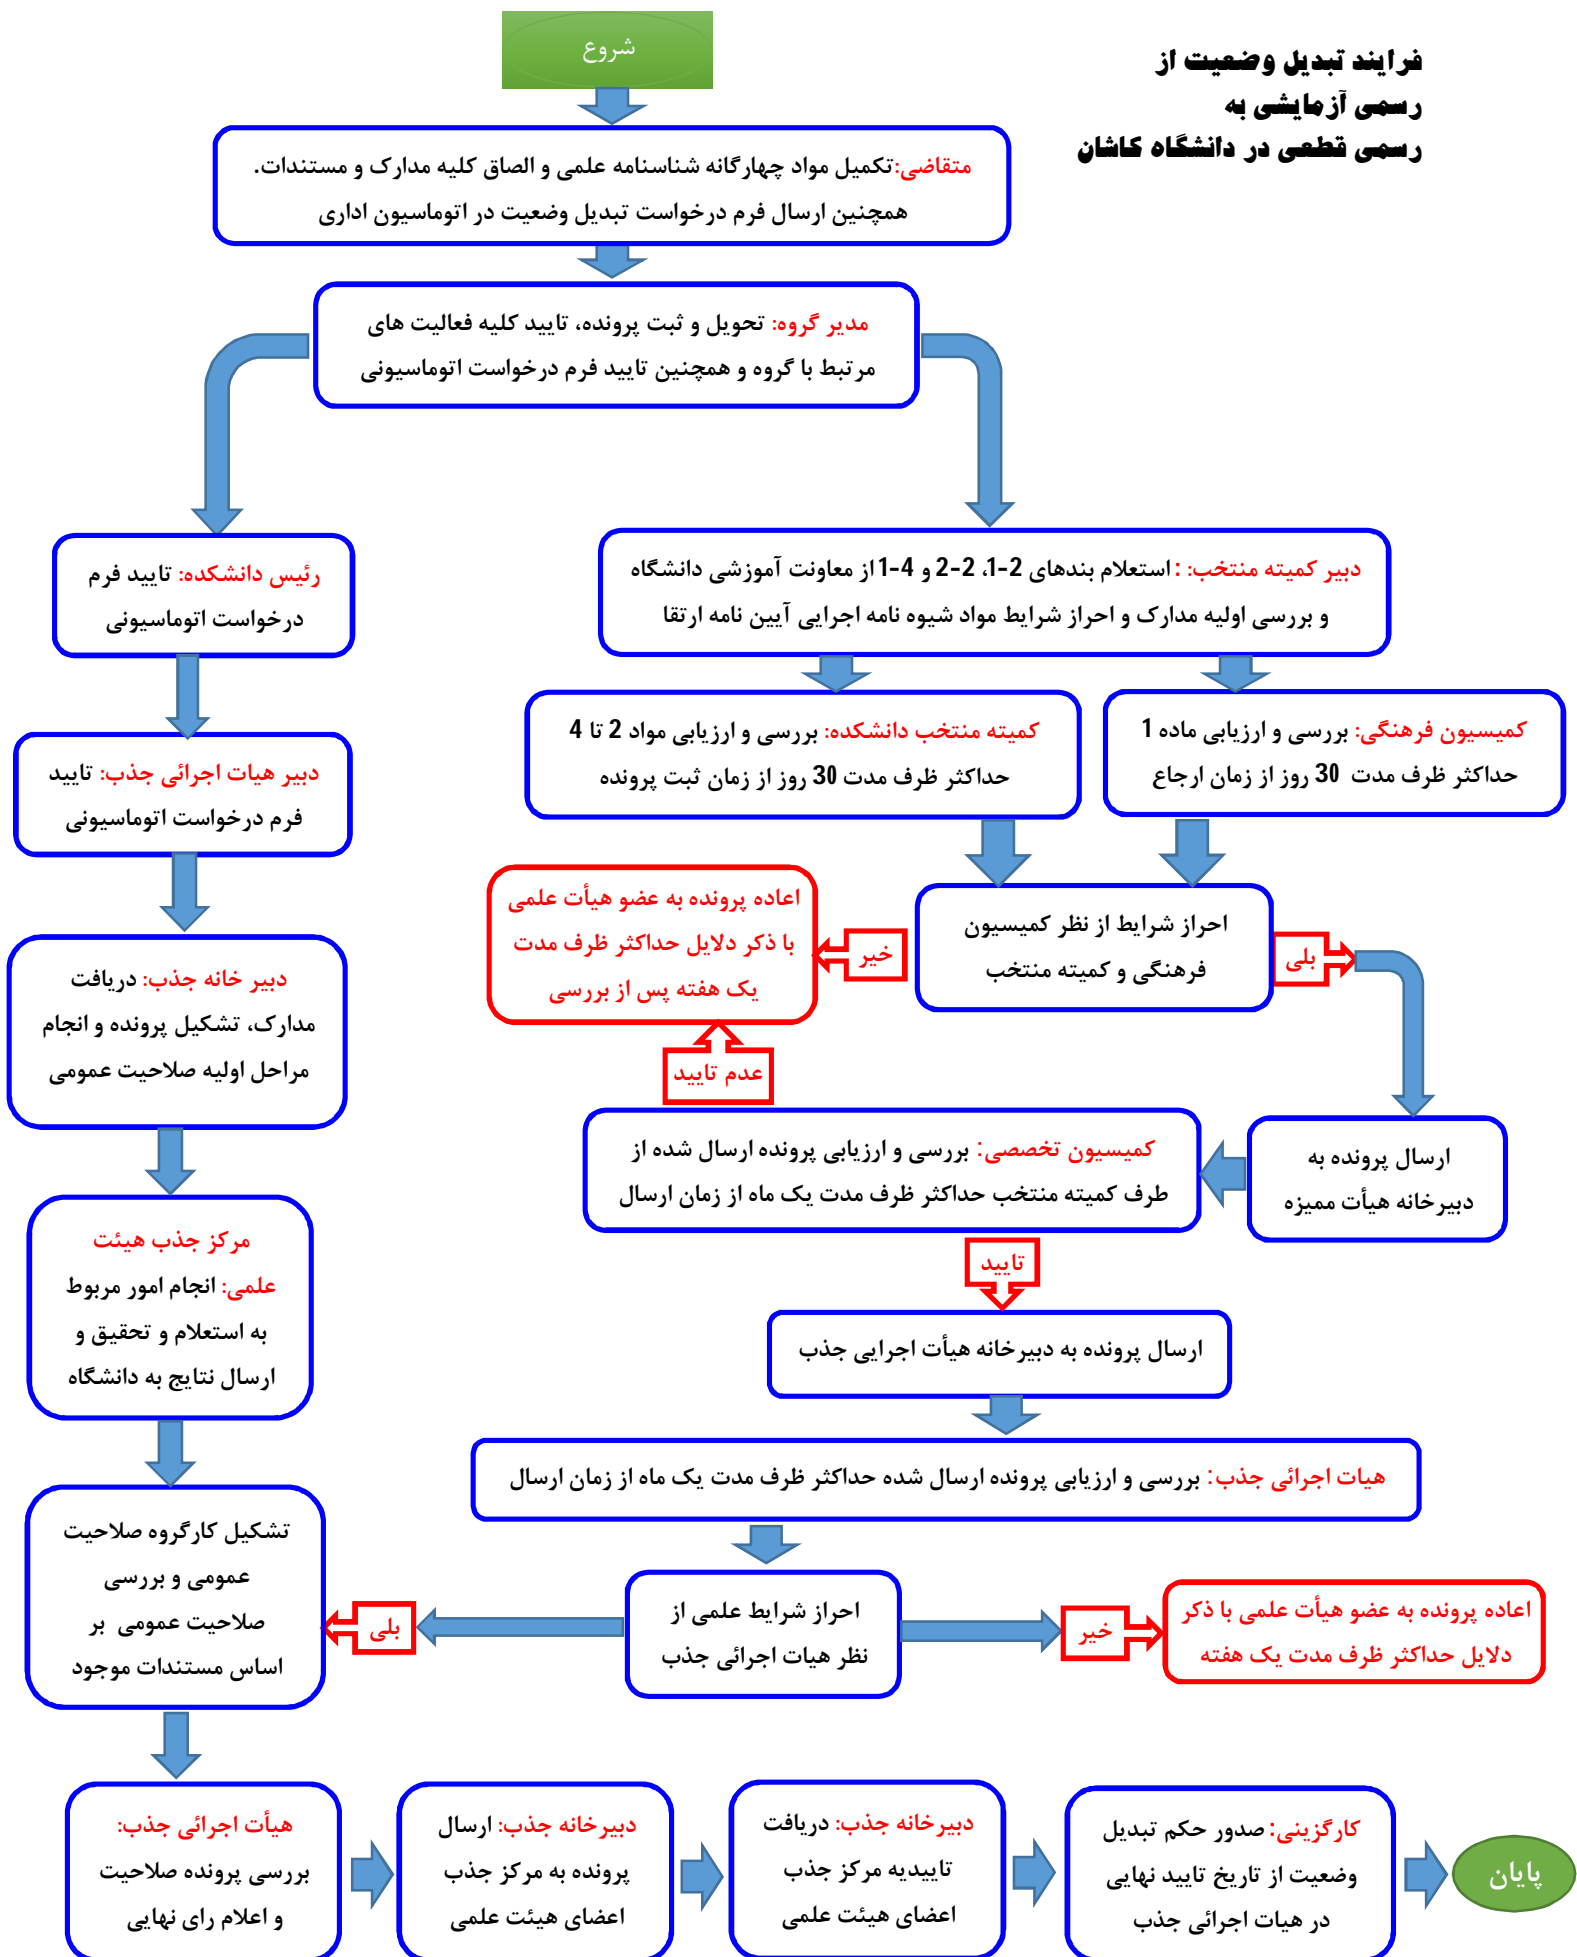 شروع
فرایند تبدیل وضعیت از
رسمی آزمایشی به
رسمی قطعی در دانشگاه کاشان
متقاضی:تکمیل مواد چهارگانه شناسنامه علمی و الصاق کلیه مدارک و مستندات.
همچنین ارسال فرم درخواست تبدیل وضعیت در اتوماسیون اداری
مدیر گروه: تحویل و ثبت پرونده، تایید کلیه فعالیت های
مرتبط با گروه و همچنین تایید فرم درخواست اتوماسیونی
دبیر کمیته منتخب: : استعلام بندهای 2-1، 2-2 و 4-1 از معاونت آموزشی دانشگاه
و بررسی اولیه مدارک و احراز شرایط مواد شیوه نامه اجرایی آیین نامه ارتقا
رئیس دانشکده: تایید فرم
درخواست اتوماسیونی
کمیسیون فرهنگی: بررسی و ارزیابی ماده 1
حداکثر ظرف مدت 30 روز از زمان ارجاع
کمیته منتخب دانشکده: بررسی و ارزیابی مواد 2 تا 4
حداکثر ظرف مدت 30 روز از زمان ثبت پرونده
دبیر هیات اجرائی جذب: تایید
فرم درخواست اتوماسیونی
احراز شرایط از نظر کمیسیون
فرهنگی و کمیته منتخب
بلی
خیر
اعاده پرونده به عضو هیأت علمی
با ذکر دلایل حداکثر ظرف مدت
یک هفته پس از بررسی
عدم تایید
دبیر خانه جذب: دریافت
مدارک، تشکیل پرونده و انجام
مراحل اولیه صلاحیت عمومی
ارسال پرونده به
دبیرخانه هیأت ممیزه
کمیسیون تخصصی: بررسی و ارزیابی پرونده ارسال شده از
طرف کمیته منتخب حداکثر ظرف مدت یک ماه از زمان ارسال
تایید
مرکز جذب هیئت
علمی: انجام امور مربوط
به استعلام و تحقیق و
ارسال نتایج به دانشگاه
ارسال پرونده به دبیرخانه هیأت اجرایی جذب
هیات اجرائی جذب: بررسی و ارزیابی پرونده ارسال شده حداکثر ظرف مدت یک ماه از زمان ارسال
احراز شرایط علمی از
نظر هیات اجرائی جذب
خیر
اعاده پرونده به عضو هیأت علمی با ذکر
دلایل حداکثر ظرف مدت یک هفته
بلی
تشکیل کارگروه صلاحیت
عمومی و بررسی
صلاحیت عمومی بر
اساس مستندات موجود
هیأت اجرائی جذب:
بررسی پرونده صلاحیت
و اعلام رای نهایی
دبیرخانه جذب: ارسال
پرونده به مرکز جذب
اعضای هیئت علمی
دبیرخانه جذب: دریافت
تاییدیه مرکز جذب
اعضای هیئت علمی
کارگزینی: صدور حکم تبدیل
وضعیت از تاریخ تایید نهایی
در هیات اجرائی جذب
پایان